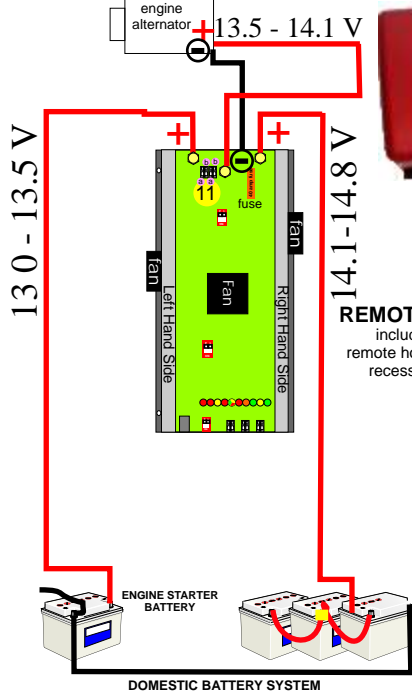 engine
alternator
13.5 - 14.1 V
13 0 - 13.5 V
14.1-14.8 V
b b
a a
11
fuse
fan
fan
Fan
Left Hand Side
Right Hand Side
REMOT
includ
remote ho
recess
ENGINE STARTER
BATTERY
DOMESTIC BATTERY SYSTEM